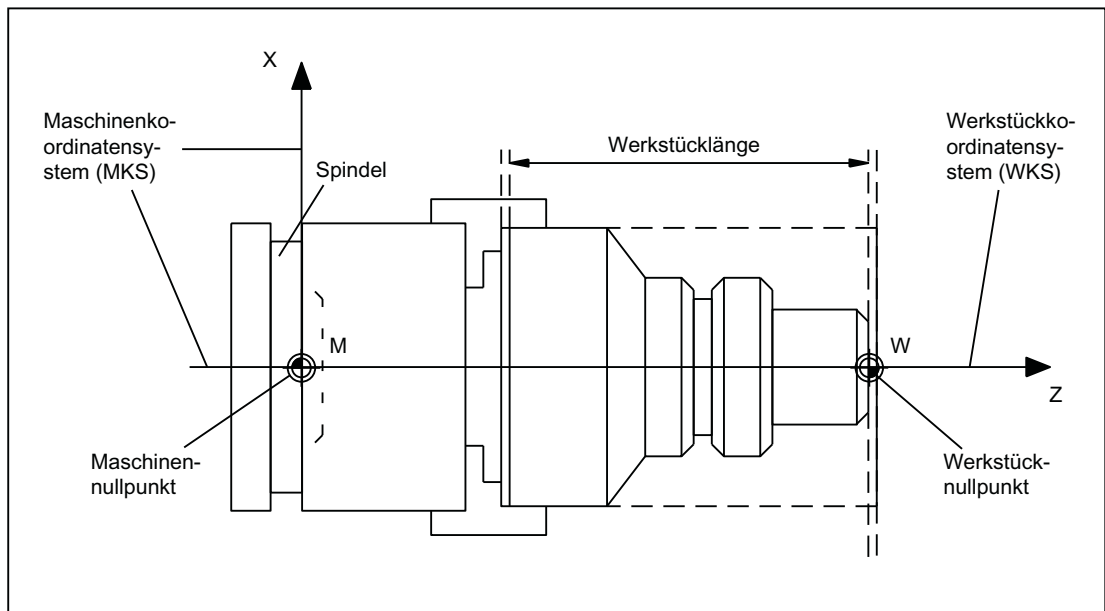 X
Maschinenko-
ordinatensy-
stem (MKS)
Spindel
Werkstücklänge
Werkstückko-
ordinatensy-
stem (WKS)
M
W
Z
Maschinen-
nullpunkt
Werkstück-
nullpunkt